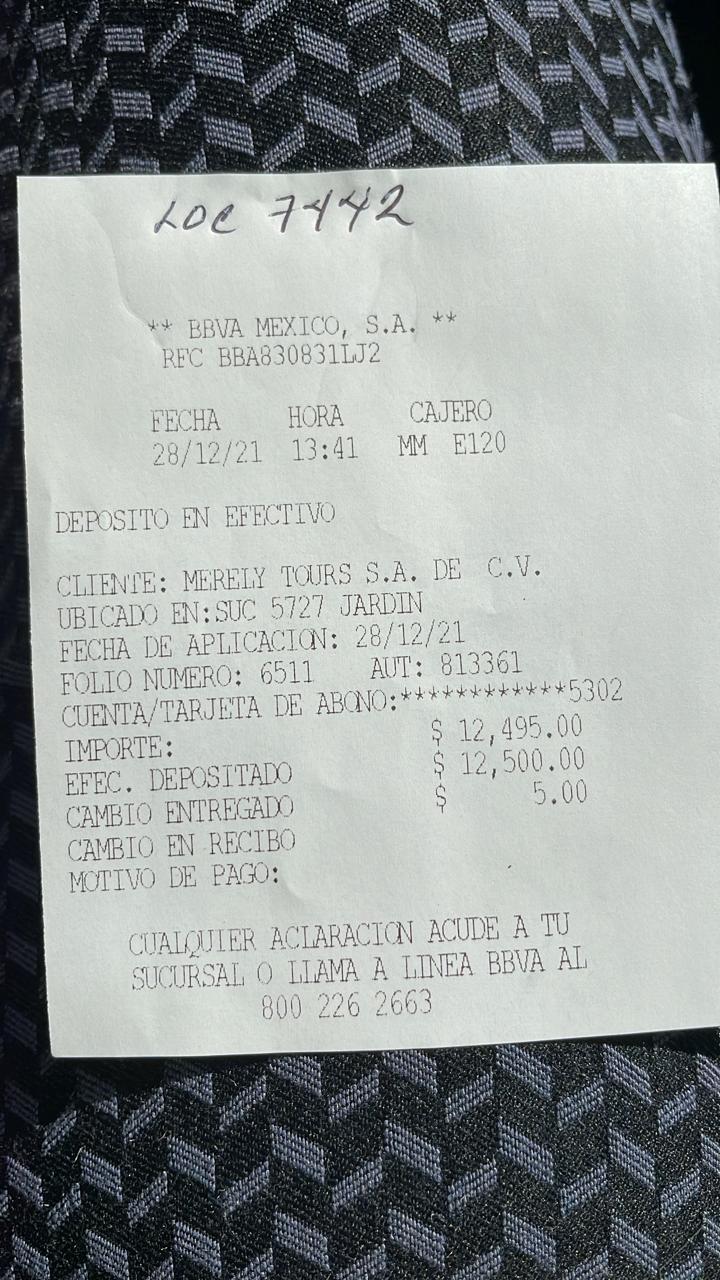 LOC 7442
** BBVA MEXICO, S.A. **
RFC BBA830831LJ2
FECHA HORA CAJERO
28/12/21 13:41 MM E120
DEPOSITO EN EFECTIVO
CLIENTE: MERELY TOURS S.A. DE C.V.
UBICADO EN:SUC 5727 JARDIN
FECHA DE APLICACION: 28/12/21
FOLIO NUMERO: 6511 AUT: 813361
CUENTA/TARJETA DE ABONO:************5302
IMPORTE: $ 12,495.00
EFEC. DEPOSITADO $ 12,500.00
CAMBIO ENTREGADO $ 5.00
CAMBIO EN RECIBO
MOTIVO DE PAGO:
CUALQUIER ACLARACION ACUDE A TU
SUCURSAL O LLAMA A LINEA BBVA AL
800 226 2663